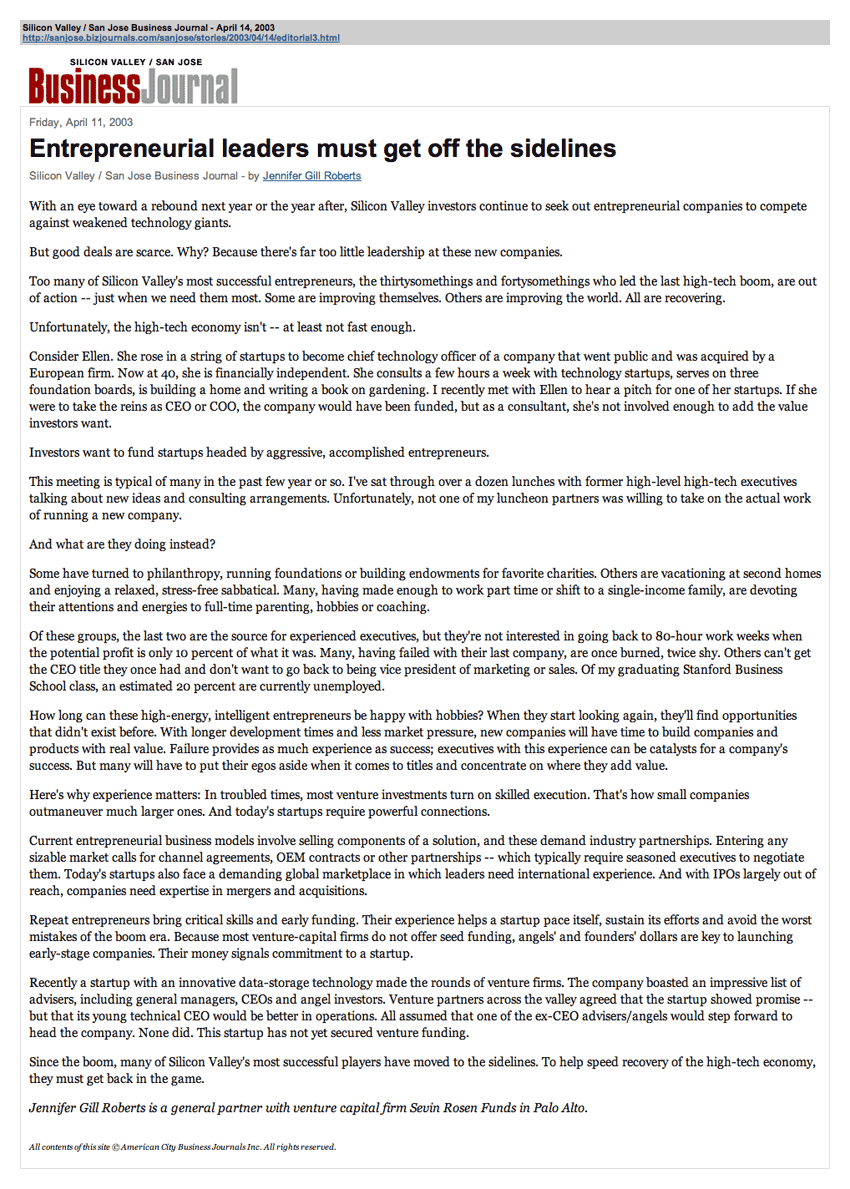 Silicon Valley / San Jose Business Journal - April 14, 2003
http://sanjose.bizjournals.com/sanjose/stories/2003/04/14/editorial3.html
SILICON VALLEY / SAN JOSE
BusinessJournal
Friday, April 11, 2003
Entrepreneurial leaders must get off the sidelines
Silicon Valley / San Jose Business Journal - by Jennifer Gill Roberts
With an eye toward a rebound next year or the year after, Silicon Valley investors continue to seek out entrepreneurial companies to compete
against weakened technology giants.
But good deals are scarce. Why? Because there's far too little leadership at these new companies.
Too many of Silicon Valley's most successful entrepreneurs, the thirtysomethings and fortysomethings who led the last high-tech boom, are out
of action -- just when we need them most. Some are improving themselves. Others are improving the world. All are recovering.
Unfortunately, the high-tech economy isn't -- at least not fast enough.
Consider Ellen. She rose in a string of startups to become chief technology officer of a company that went public and was acquired by a
European firm. Now at 40, she is financially independent. She consults a few hours a week with technology startups, serves on three
foundation boards, is building a home and writing a book on gardening. I recently met with Ellen to hear a pitch for one of her startups. If she
were to take the reins as CEO or COO, the company would have been funded, but as a consultant, she's not involved enough to add the value
investors want.
Investors want to fund startups headed by aggressive, accomplished entrepreneurs.
This meeting is typical of many in the past few year or so. I've sat through over a dozen lunches with former high-level high-tech executives
talking about new ideas and consulting arrangements. Unfortunately, not one of my luncheon partners was willing to take on the actual work
of running a new company.
And what are they doing instead?
Some have turned to philanthropy, running foundations or building endowments for favorite charities. Others are vacationing at second homes
and enjoying a relaxed, stress-free sabbatical. Many, having made enough to work part time or shift to a single-income family, are devoting
their attentions and energies to full-time parenting, hobbies or coaching.
Of these groups, the last two are the source for experienced executives, but they're not interested in going back to 80-hour work weeks when
the potential profit is only 10 percent of what it was. Many, having failed with their last company, are once burned, twice shy. Others can't get
the CEO title they once had and don't want to go back to being vice president of marketing or sales. Of my graduating Stanford Business
School class, an estimated 20 percent are currently unemployed.
How long can these high-energy, intelligent entrepreneurs be happy with hobbies? When they start looking again, they'll find opportunities
that didn't exist before. With longer development times and less market pressure, new companies will have time to build companies and
products with real value. Failure provides as much experience as success; executives with this experience can be catalysts for a company's
success. But many will have to put their egos aside when it comes to titles and concentrate on where they add value.
Here's why experience matters: In troubled times, most venture investments turn on skilled execution. That's how small companies
outmaneuver much larger ones. And today's startups require powerful connections.
Current entrepreneurial business models involve selling components of a solution, and these demand industry partnerships. Entering any
sizable market calls for channel agreements, OEM contracts or other partnerships -- which typically require seasoned executives to negotiate
them. Today's startups also face a demanding global marketplace in which leaders need international experience. And with IPOs largely out of
reach, companies need expertise in mergers and acquisitions.
Repeat entrepreneurs bring critical skills and early funding. Their experience helps a startup pace itself, sustain its efforts and avoid the worst
mistakes of the boom era. Because most venture-capital firms do not offer seed funding, angels' and founders' dollars are key to launching
early-stage companies. Their money signals commitment to a startup.
Recently a startup with an innovative data-storage technology made the rounds of venture firms. The company boasted an impressive list of
advisers, including general managers, CEOs and angel investors. Venture partners across the valley agreed that the startup showed promise --
but that its young technical CEO would be better in operations. All assumed that one of the ex-CEO advisers/angels would step forward to
head the company. None did. This startup has not yet secured venture funding.
Since the boom, many of Silicon Valley's most successful players have moved to the sidelines. To help speed recovery of the high-tech economy,
they must get back in the game.
Jennifer Gill Roberts is a general partner with venture capital firm Sevin Rosen Funds in Palo Alto.
All contents of this site © American City Business Journals Inc. All rights reserved.